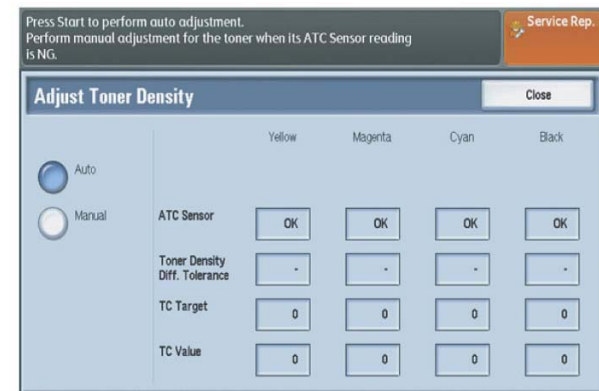 Press Start to perform auto adjustment.
Perform manual adjustment for the toner when its ATC Sensor reading
is NG.
Service Rep.
Adjust Toner Density
Close
Yellow Magenta Cyan Black
Auto
Manual
ATC Sensor OK OK OK OK
Toner Density
Diff. Tolerance - - - -
TC Target 0 0 0 0
TC Value 0 0 0 0